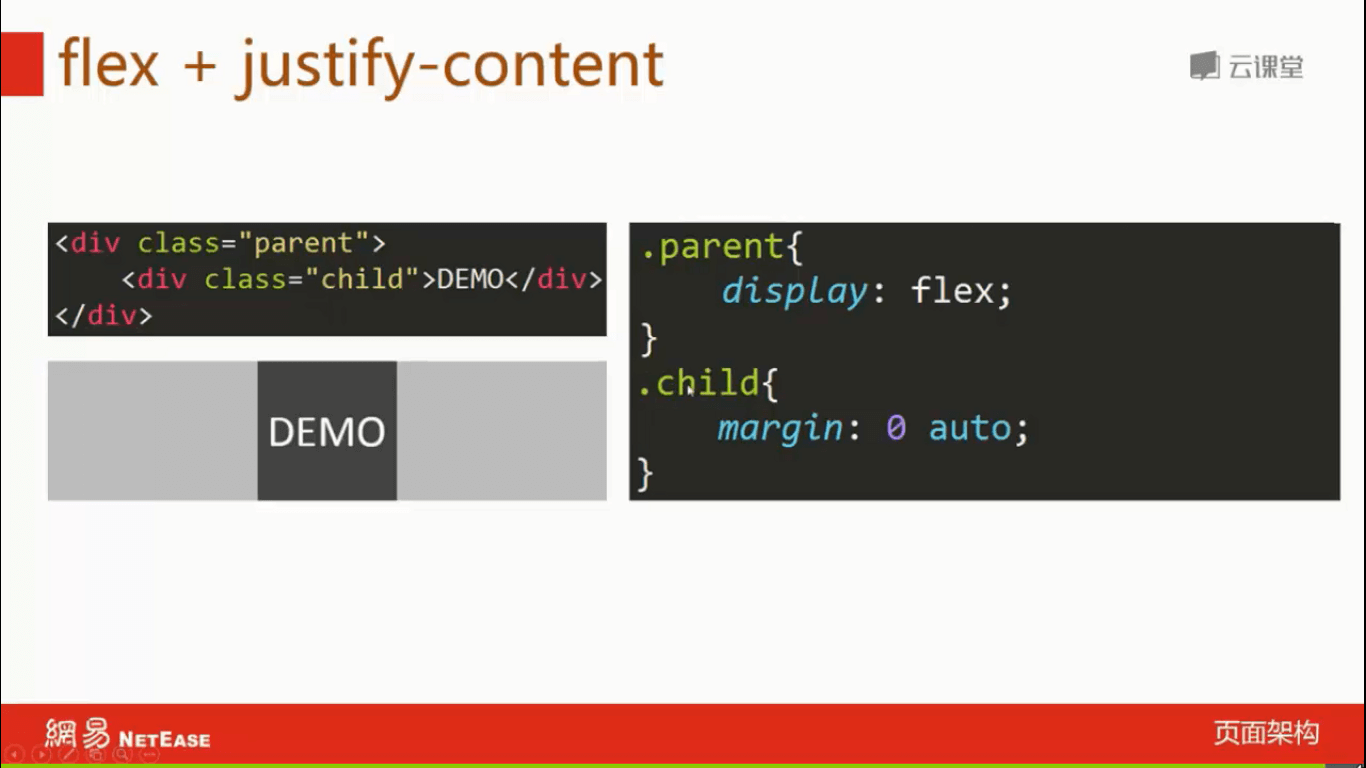 flex + justify-content
云课堂
<div class="parent">
    <div class="child">DEMO</div>
</div>
DEMO
.parent{
    display: flex;
}
.child{
    margin: 0 auto;
}
網易 NETEASE
页面架构